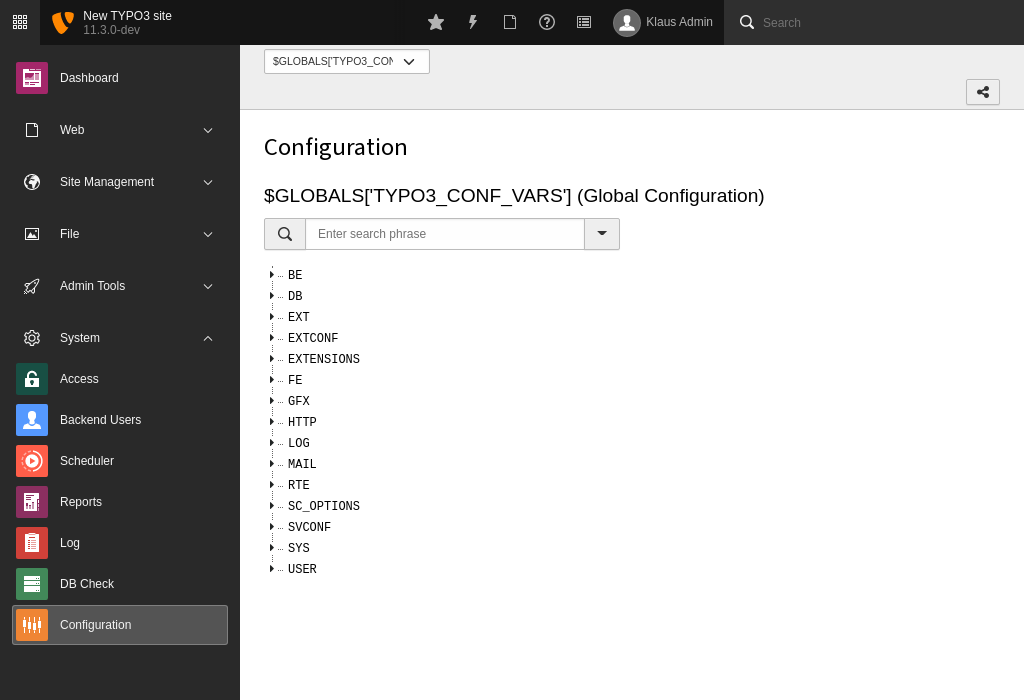 New TYPO3 site
11.3.0-dev
Klaus Admin
Search
Dashboard
Web
Site Management
File
Admin Tools
System
Access
Backend Users
Scheduler
Reports
Log
DB Check
Configuration
$GLOBALS['TYPO3_CON
Configuration
$GLOBALS['TYPO3_CONF_VARS'] (Global Configuration)
Enter search phrase
BE
DB
EXT
EXTCONF
EXTENSIONS
FE
GFX
HTTP
LOG
MAIL
RTE
SC_OPTIONS
SVCONF
SYS
USER